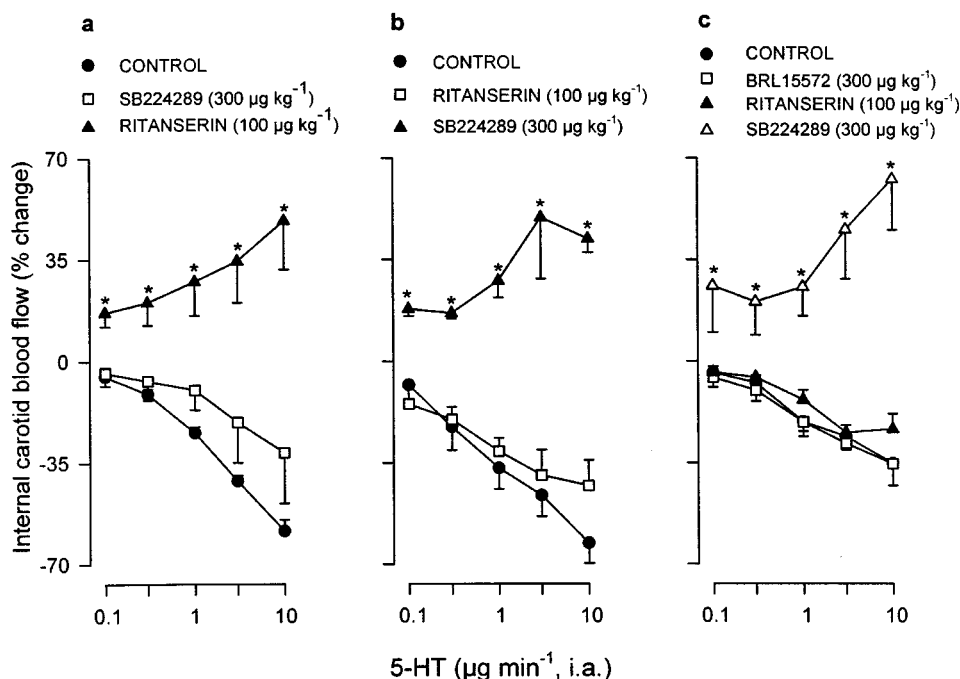 a
CONTROL
SB224289 (300 µg kg⁻¹)
RITANSERIN (100 µg kg⁻¹)
b
CONTROL
RITANSERIN (100 µg kg⁻¹)
SB224289 (300 µg kg⁻¹)
c
CONTROL
BRL15572 (300 µg kg⁻¹)
RITANSERIN (100 µg kg⁻¹)
SB224289 (300 µg kg⁻¹)
Internal carotid blood flow (% change)
70
35
0
-35
-70
* * * * *
* * * * *
* * * * *
0.1 1 10
0.1 1 10
0.1 1 10
5-HT (µg min⁻¹, i.a.)